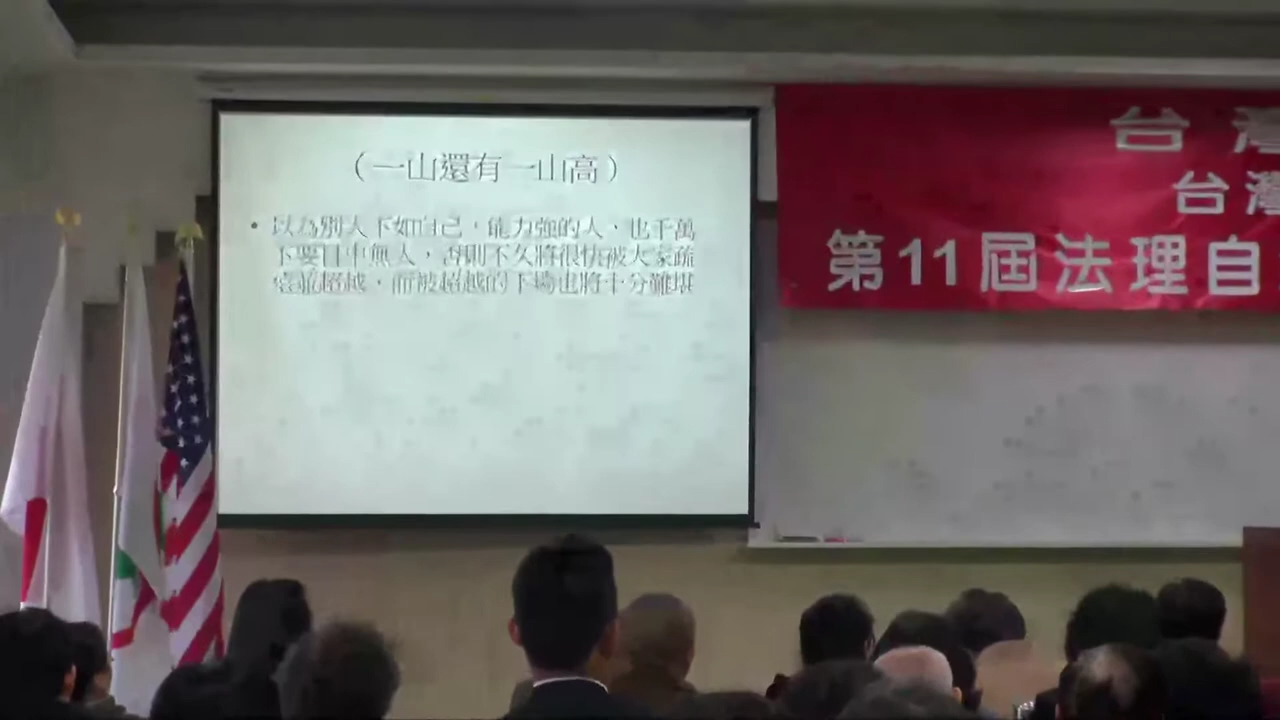 （一山還有一山高）
• 以為別人不如自己，能力強的人，也千萬
不要目中無人，否則不久將很快被大家疏
遠並超越，而被超越的下場也將十分難堪
台灣
台灣
第11屆法理自